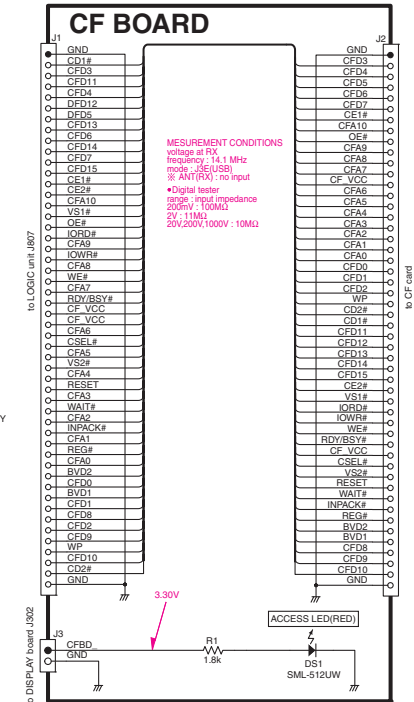 CF BOARD
J1
GND
CD1#
CFD3
CFD11
CFD4
DFD12
DFD5
CFD13
CFD6
CFD14
CFD7
CFD15
CE1#
CE2#
CFA10
VS1#
OE#
IORD#
CFA9
IOWR#
CFA8
WE#
CFA7
RDY/BSY#
CF_VCC
CF_VCC
CFA6
CSEL#
CFA5
VS2#
CFA4
RESET
CFA3
WAIT#
CFA2
INPACK#
CFA1
REG#
CFA0
BVD2
CFD0
BVD1
CFD1
CFD8
CFD2
CFD9
WP
CFD10
CD2#
GND
to LOGIC unit J807
Y
MESUREMENT CONDITIONS
voltage at RX
frequency : 14.1 MHz
mode : J3E(USB)
※ ANT(RX) : no input
●Digital tester
range : input impedance
200mV : 100MΩ
2V : 11MΩ
20V,200V,1000V : 10MΩ
J2
GND
CFD3
CFD4
CFD5
CFD6
CFD7
CE1#
CFA10
OE#
CFA9
CFA8
CFA7
CF_VCC
CFA6
CFA5
CFA4
CFA3
CFA2
CFA1
CFA0
CFD0
CFD1
CFD2
WP
CD2#
CD1#
CFD11
CFD12
CFD13
CFD14
CFD15
CE2#
VS1#
IORD#
IOWR#
WE#
RDY/BSY#
CF_VCC
CSEL#
VS2#
RESET
WAIT#
INPACK#
REG#
BVD2
BVD1
CFD8
CFD9
CFD10
GND
to CF card
3.30V
ACCESS LED(RED)
J3
CFBD_
GND
R1
1.8k
DS1
SML-512UW
o DISPLAY board J302